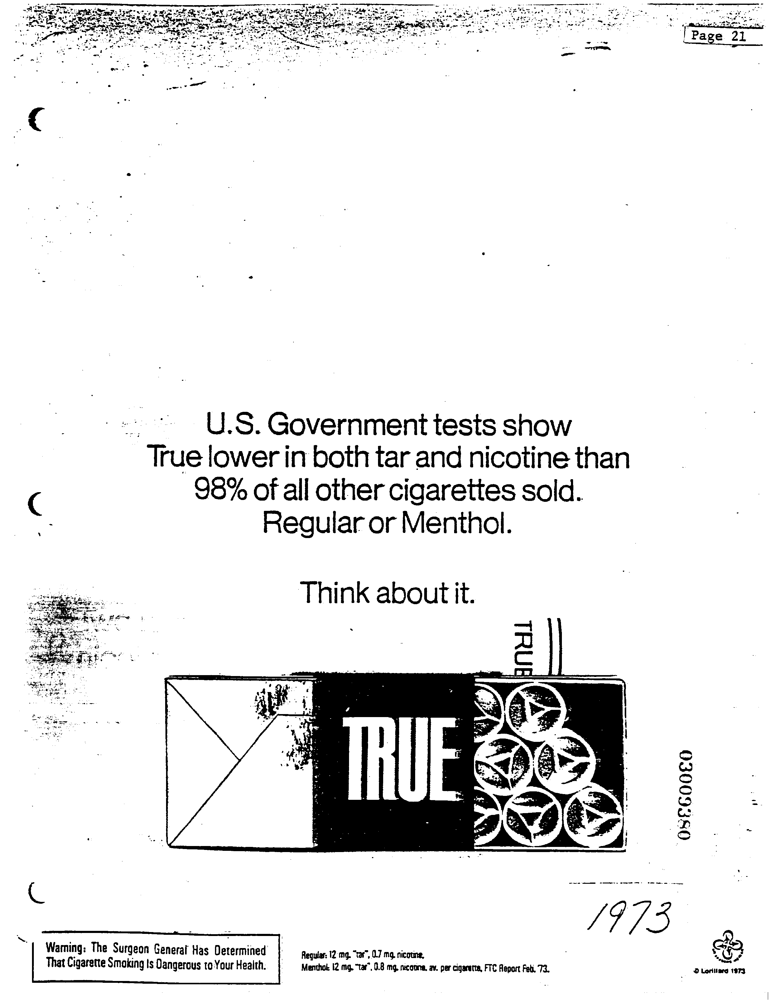 Page 21
U.S. Government tests show
True lower in both tar and nicotine than
98% of all other cigarettes sold.
Regular or Menthol.
Think about it.
TRUE
TRUE
03009380
1973
Warning: The Surgeon General Has Determined
That Cigarette Smoking Is Dangerous to Your Health.
Regular: 12 mg. "tar", 0.7 mg. nicotine,
Menthol: 12 mg. "tar", 0.8 mg. nicotine, av. per cigarette, FTC Report Feb. '73.
© Lorillard 1973